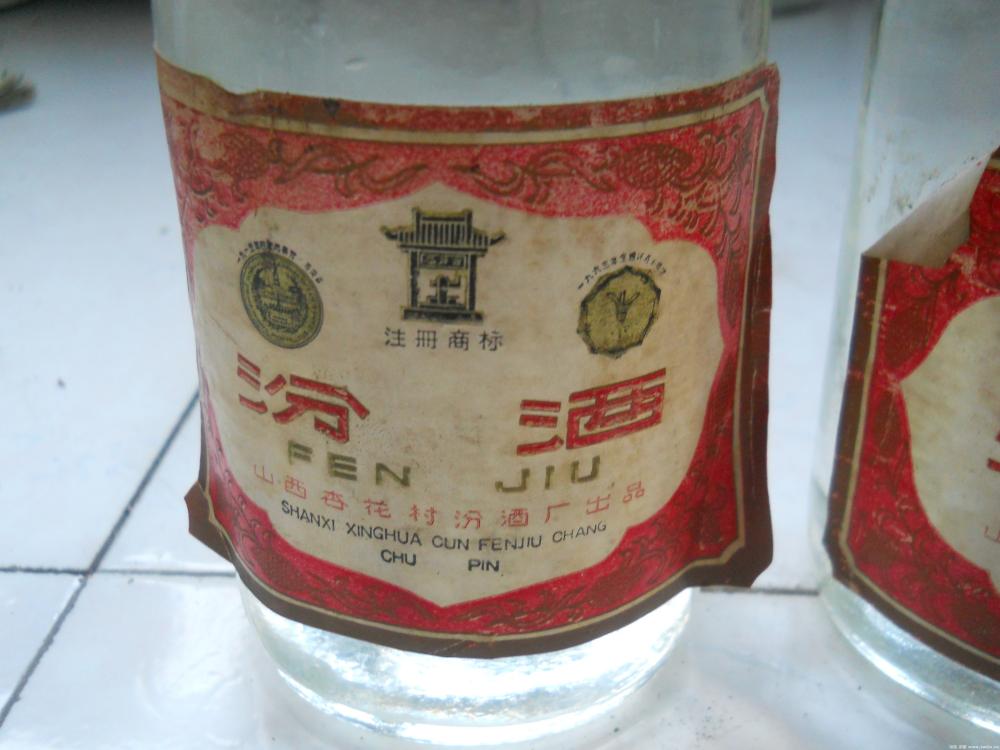 注册商标
汾酒
FEN JIU
山西杏花村汾酒厂出品
SHANXI XINGHUA CUN FENJIU CHANG
CHU PIN